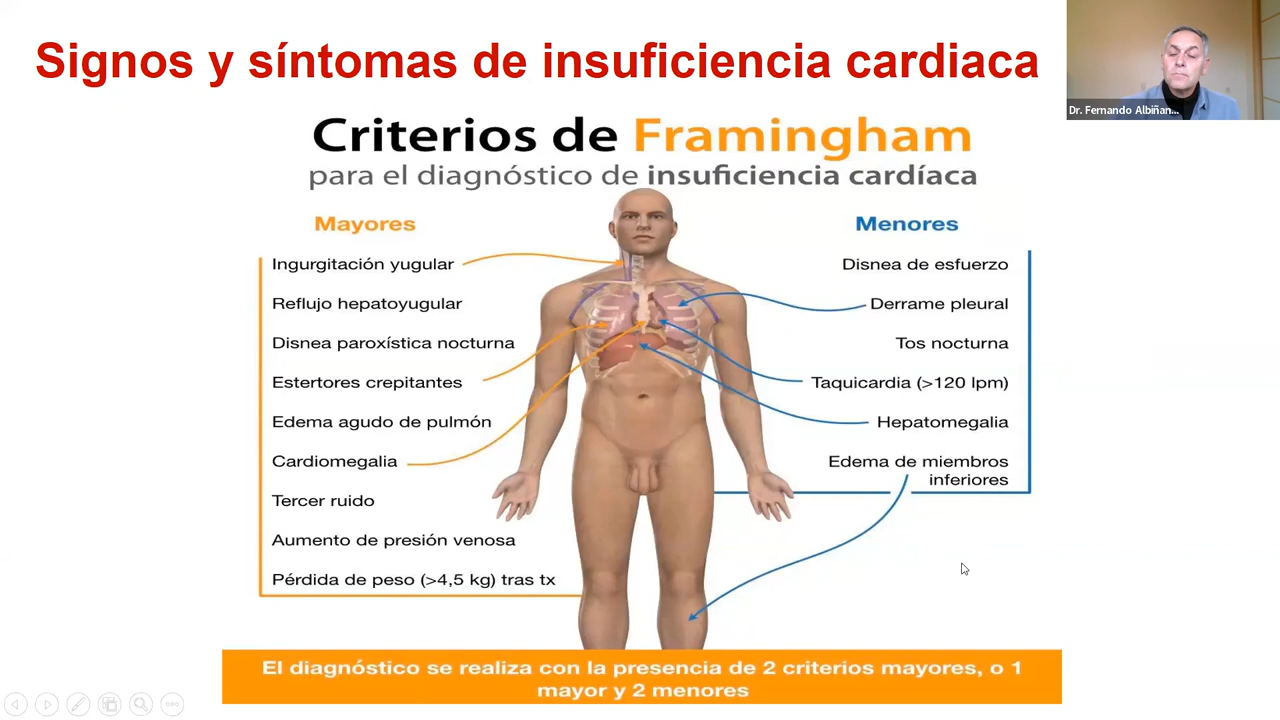 Signos y síntomas de insuficiencia cardiaca
Dr. Fernando Albiñan...
Criterios de Framingham
para el diagnóstico de insuficiencia cardíaca
Mayores
Ingurgitación yugular
Reflujo hepatoyugular
Disnea paroxística nocturna
Estertores crepitantes
Edema agudo de pulmón
Cardiomegalia
Tercer ruido
Aumento de presión venosa
Pérdida de peso (>4,5 kg) tras tx
Menores
Disnea de esfuerzo
Derrame pleural
Tos nocturna
Taquicardia (>120 lpm)
Hepatomegalia
Edema de miembros
inferiores
El diagnóstico se realiza con la presencia de 2 criterios mayores, o 1
mayor y 2 menores